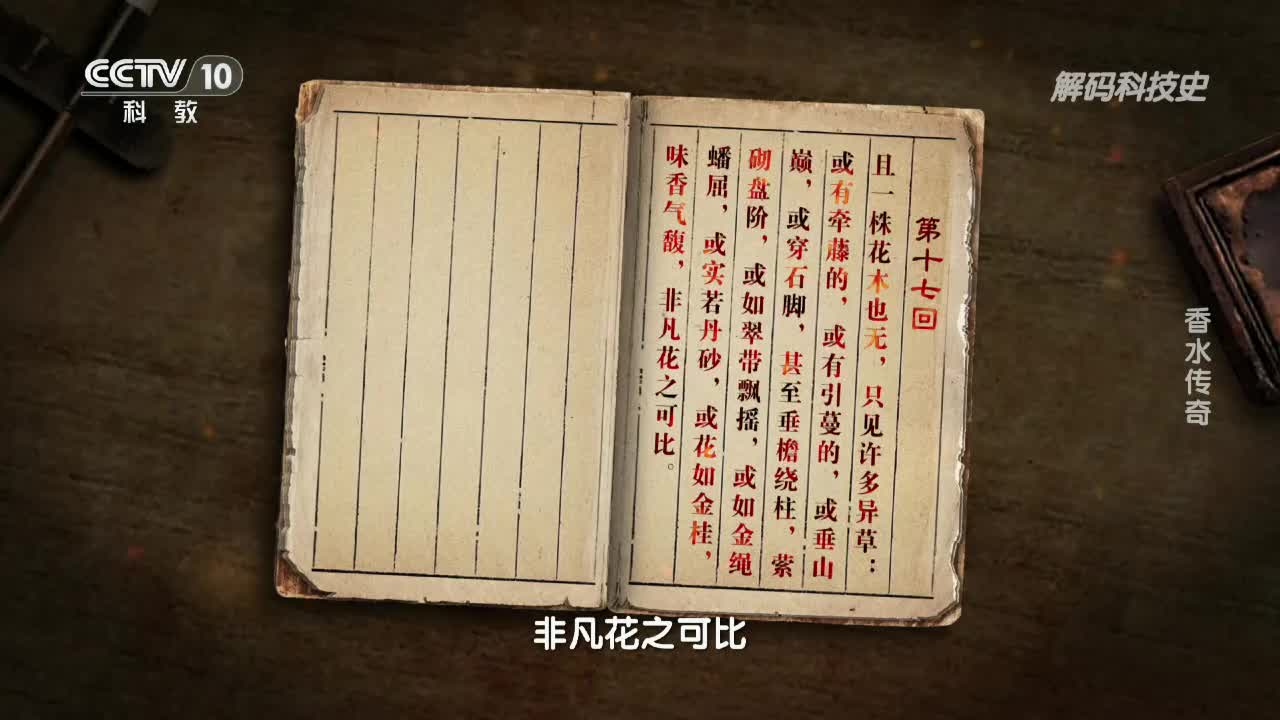 CCTV 10
科教
解码科技史
香水传奇
第十七回
且一株花木也无，只见许多异草：
或有牵藤的，或有引蔓的，或垂山
巅，或穿石脚，甚至垂檐绕柱，萦
砌盘阶，或如翠带飘摇，或如金绳
蟠屈，或实若丹砂，或花如金桂，
味香气馥，非凡花之可比。
非凡花之可比